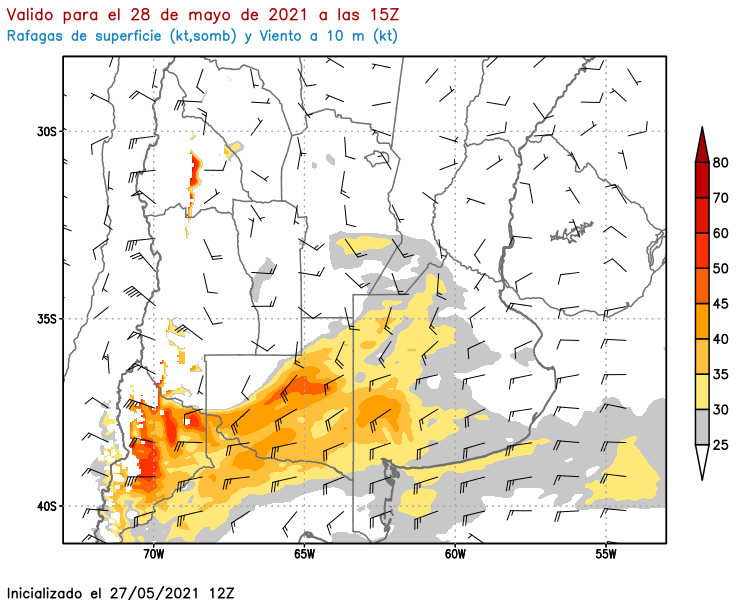 Valido para el 28 de mayo de 2021 a las 15Z
Rafagas de superficie (kt,somb) y Viento a 10 m (kt)
80
70
30S
60
50
45
40
35S
35
30
25
40S
70W 65W 60W 55W
Inicializado el 27/05/2021 12Z